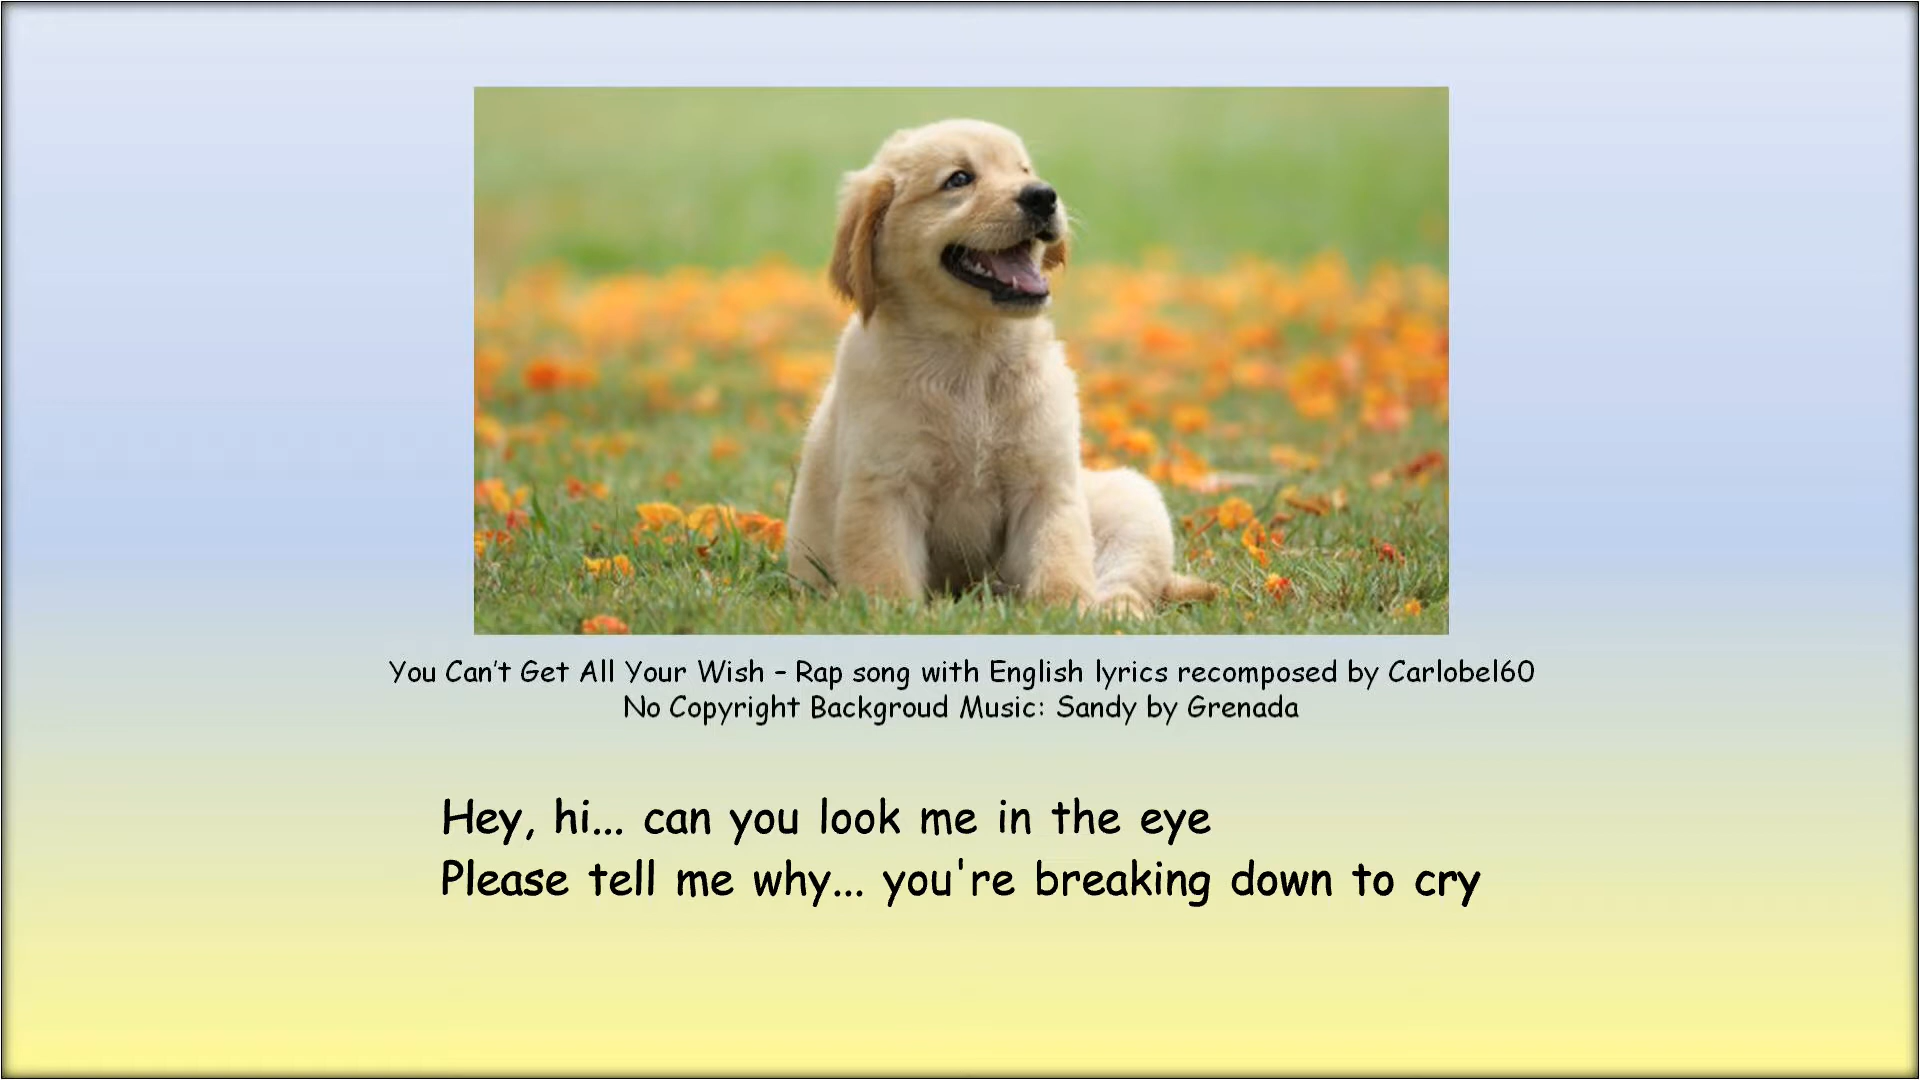 You Can't Get All Your Wish – Rap song with English lyrics recomposed by Carlobel60
No Copyright Backgroud Music: Sandy by Grenada
Hey, hi... can you look me in the eye
Please tell me why... you're breaking down to cry